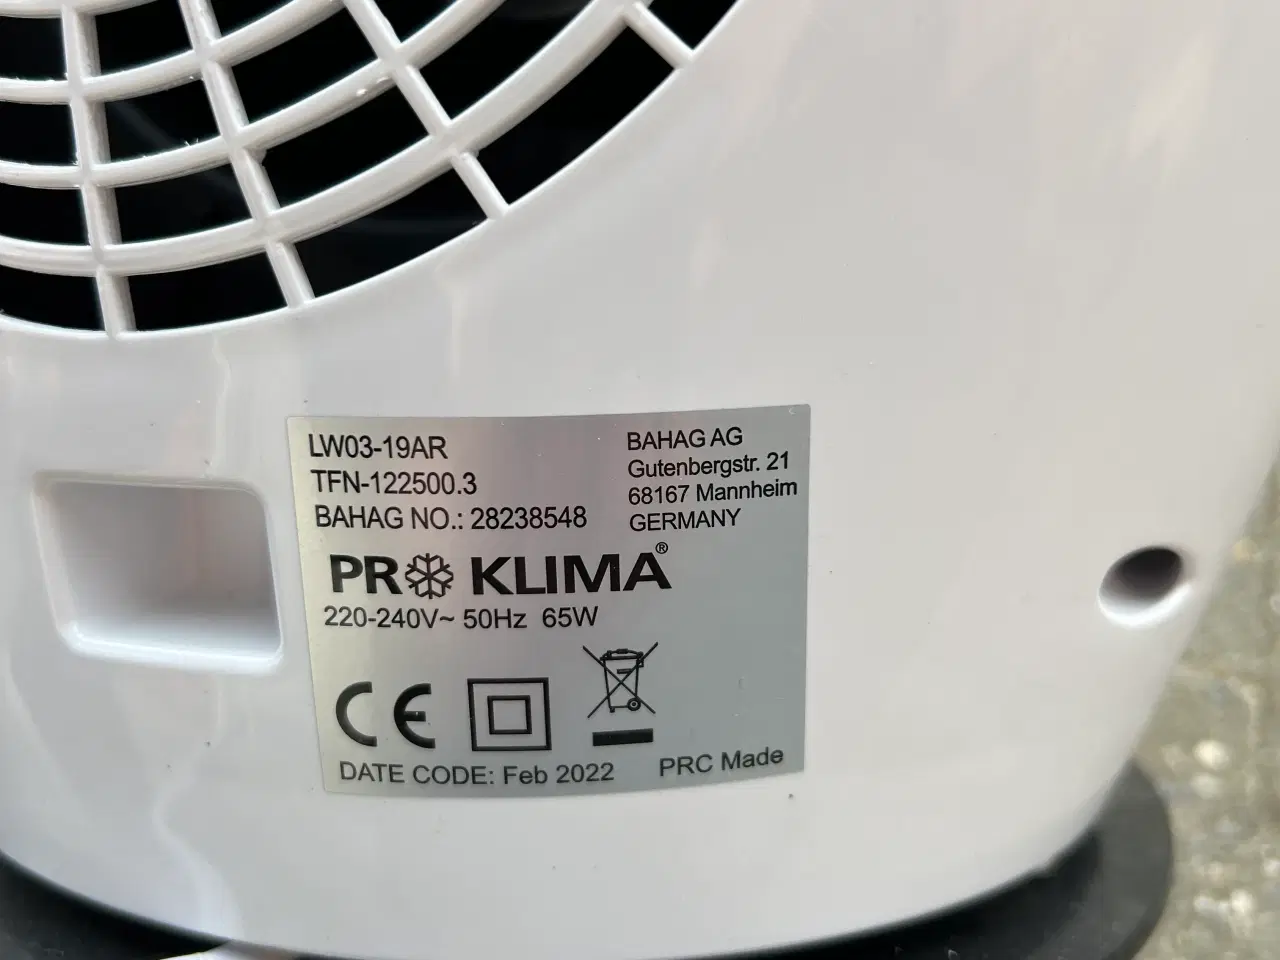 LW03-19AR
TFN-122500.3
BAHAG NO.: 28238548
BAHAG AG
Gutenbergstr. 21
68167 Mannheim
GERMANY
PRO KLIMA®
220-240V~ 50Hz 65W
CE
DATE CODE: Feb 2022
PRC Made